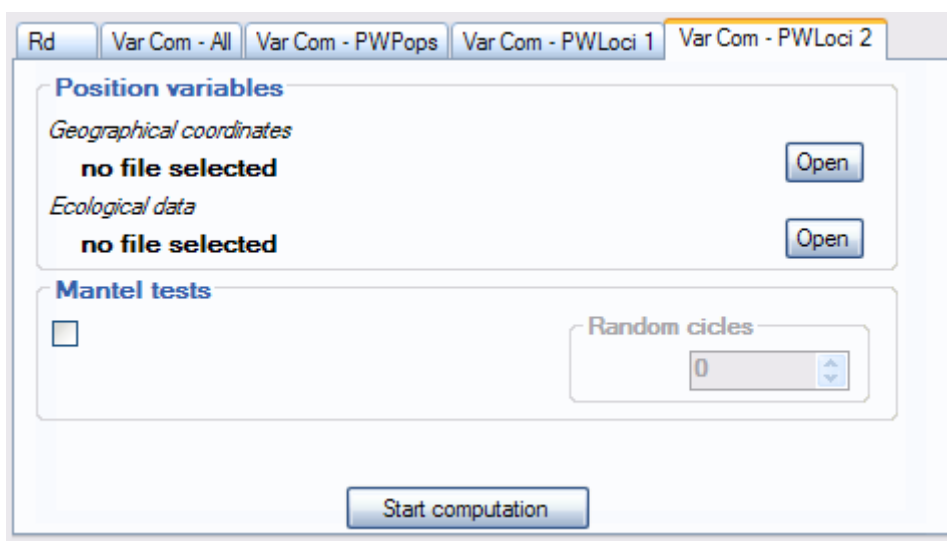 Rd Var Com - All Var Com - PWPops Var Com - PWLoci 1 Var Com - PWLoci 2
Position variables
Geographical coordinates
no file selected Open
Ecological data
no file selected Open
Mantel tests
Random cicles
0
Start computation